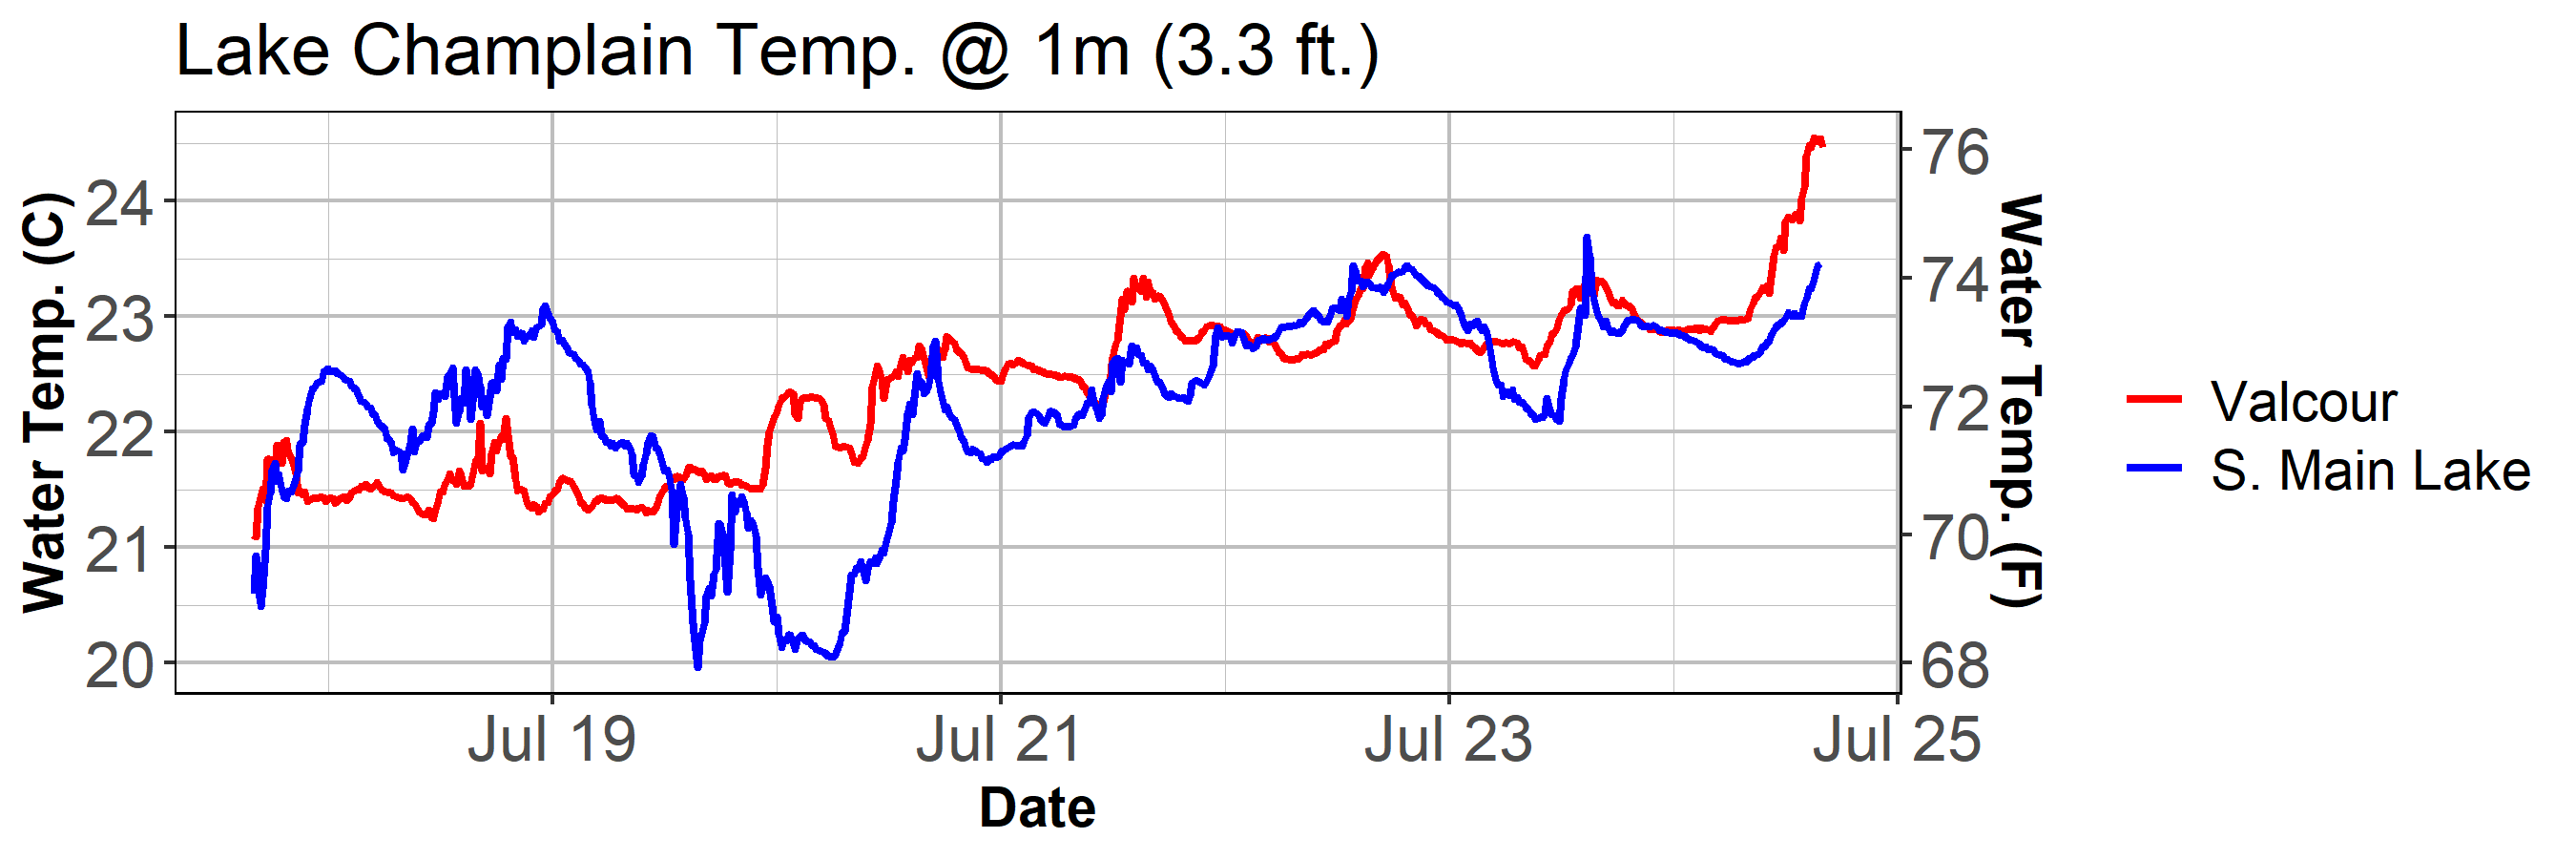 Lake Champlain Temp. @ 1m (3.3 ft.)
Water Temp. (C)
24
23
22
21
20
76
74
72
70
68
Water Temp. (F)
Jul 19
Jul 21
Jul 23
Jul 25
Date
Valcour
S. Main Lake